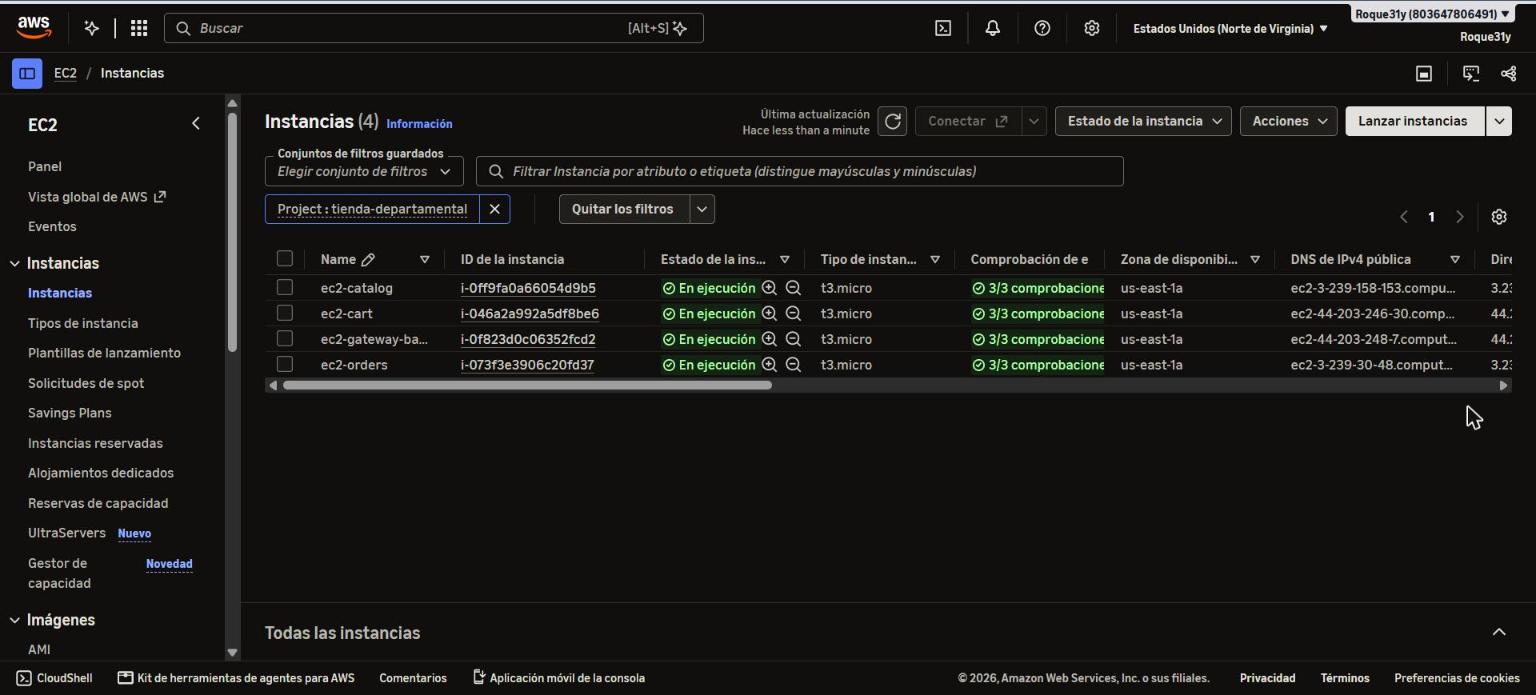 aws
Buscar [Alt+S]
Estados Unidos (Norte de Virginia) ▼
Roque31y (803647806491) ▼
Roque31y
EC2 / Instancias
EC2
Panel
Vista global de AWS
Eventos
Instancias
Instancias
Tipos de instancia
Plantillas de lanzamiento
Solicitudes de spot
Savings Plans
Instancias reservadas
Alojamientos dedicados
Reservas de capacidad
UltraServers Nuevo
Gestor de capacidad Novedad
Imágenes
AMI
Instancias (4) Información
Última actualización
Hace less than a minute
Conectar
Estado de la instancia
Acciones
Lanzar instancias
Conjuntos de filtros guardados
Elegir conjunto de filtros
Filtrar Instancia por atributo o etiqueta (distingue mayúsculas y minúsculas)
Project : tienda-departamental
Quitar los filtros
1
Name ID de la instancia Estado de la ins... Tipo de instan... Comprobación de e Zona de disponibi... DNS de IPv4 pública Dire
ec2-catalog i-0ff9fa0a66054d9b5 En ejecución t3.micro 3/3 comprobacione us-east-1a ec2-3-239-158-153.compu... 3.23
ec2-cart i-046a2a992a5df8be6 En ejecución t3.micro 3/3 comprobacione us-east-1a ec2-44-203-246-30.comp... 44.2
ec2-gateway-ba... i-0f823d0c06352fcd2 En ejecución t3.micro 3/3 comprobacione us-east-1a ec2-44-203-248-7.comput... 44.2
ec2-orders i-073f3e3906c20fd37 En ejecución t3.micro 3/3 comprobacione us-east-1a ec2-3-239-30-48.comput... 3.23
Todas las instancias
CloudShell Kit de herramientas de agentes para AWS Comentarios Aplicación móvil de la consola © 2026, Amazon Web Services, Inc. o sus filiales. Privacidad Términos Preferencias de cookies